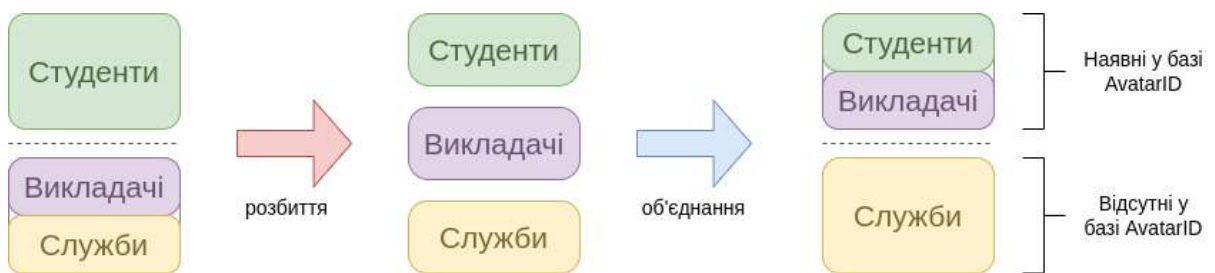 Студенти
Викладачі
Служби
розбиття
Студенти
Викладачі
Служби
об'єднання
Студенти
Викладачі
Служби
Наявні у базі
AvatarID
Відсутні у
базі AvatarID